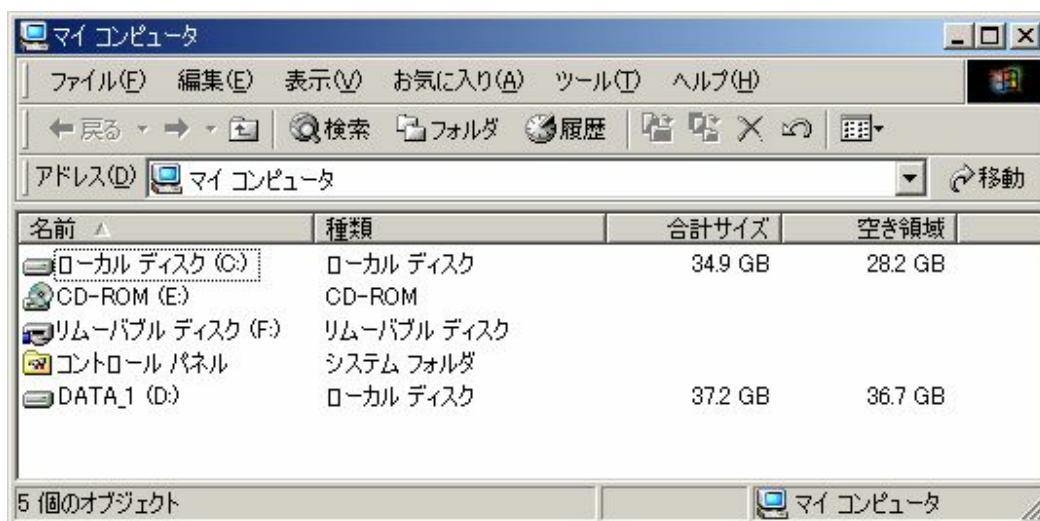 マイ コンピュータ
ファイル(F) 編集(E) 表示(V) お気に入り(A) ツール(T) ヘルプ(H)
戻る 検索 フォルダ 履歴
アドレス(D) マイ コンピュータ 移動
名前 種類 合計サイズ 空き領域
ローカル ディスク (C:) ローカル ディスク 34.9 GB 28.2 GB
CD-ROM (E:) CD-ROM
リムーバブル ディスク (F:) リムーバブル ディスク
コントロール パネル システム フォルダ
DATA_1 (D:) ローカル ディスク 37.2 GB 36.7 GB
5 個のオブジェクト マイ コンピュータ